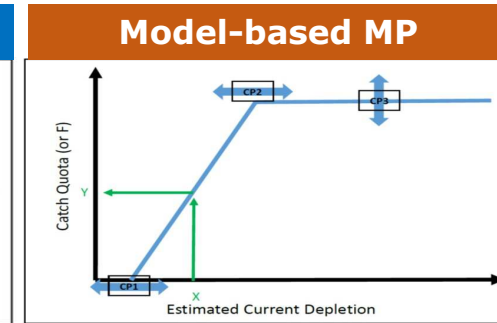 Model-based MP
CP2
CP3
Catch Quota (or F)
Y
CP1
X
Estimated Current Depletion